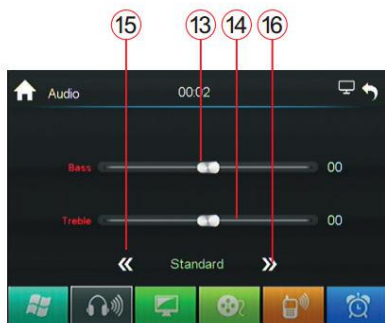 15 13 14 16
Audio 00:02
Bass 00
Treble 00
Standard